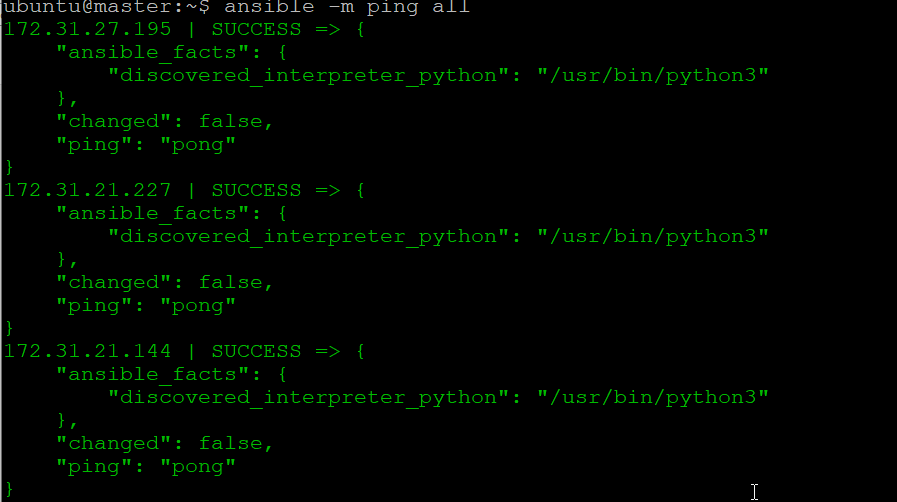 ubuntu@master:~$ ansible -m ping all
172.31.27.195 | SUCCESS => {
    "ansible_facts": {
        "discovered_interpreter_python": "/usr/bin/python3"
    },
    "changed": false,
    "ping": "pong"
}
172.31.21.227 | SUCCESS => {
    "ansible_facts": {
        "discovered_interpreter_python": "/usr/bin/python3"
    },
    "changed": false,
    "ping": "pong"
}
172.31.21.144 | SUCCESS => {
    "ansible_facts": {
        "discovered_interpreter_python": "/usr/bin/python3"
    },
    "changed": false,
    "ping": "pong"
}